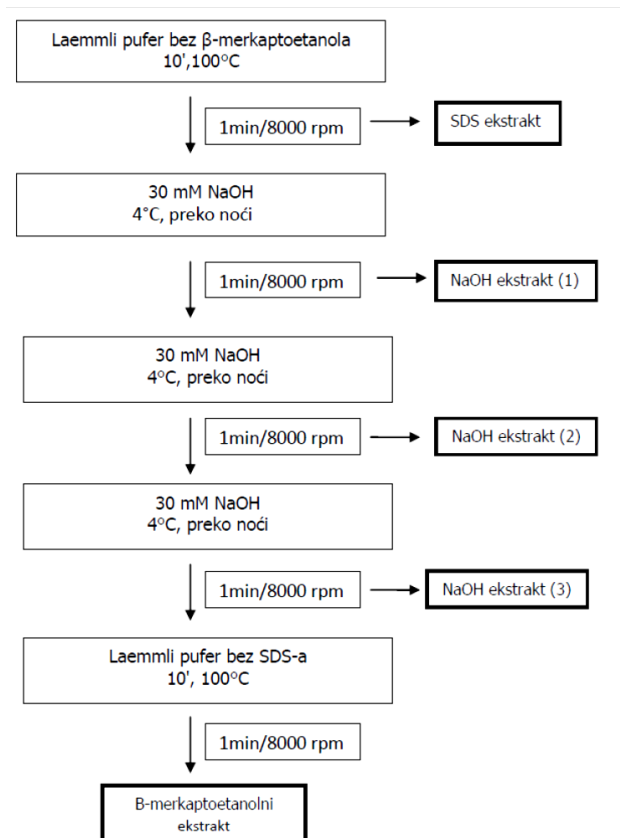 Laemmli pufer bez β-merkaptoetanola
10',100°C
1min/8000 rpm
SDS ekstrakt
30 mM NaOH
4°C, preko noći
1min/8000 rpm
NaOH ekstrakt (1)
30 mM NaOH
4°C, preko noći
1min/8000 rpm
NaOH ekstrakt (2)
30 mM NaOH
4°C, preko noći
1min/8000 rpm
NaOH ekstrakt (3)
Laemmli pufer bez SDS-a
10', 100°C
1min/8000 rpm
B-merkaptoetanolni
ekstrakt